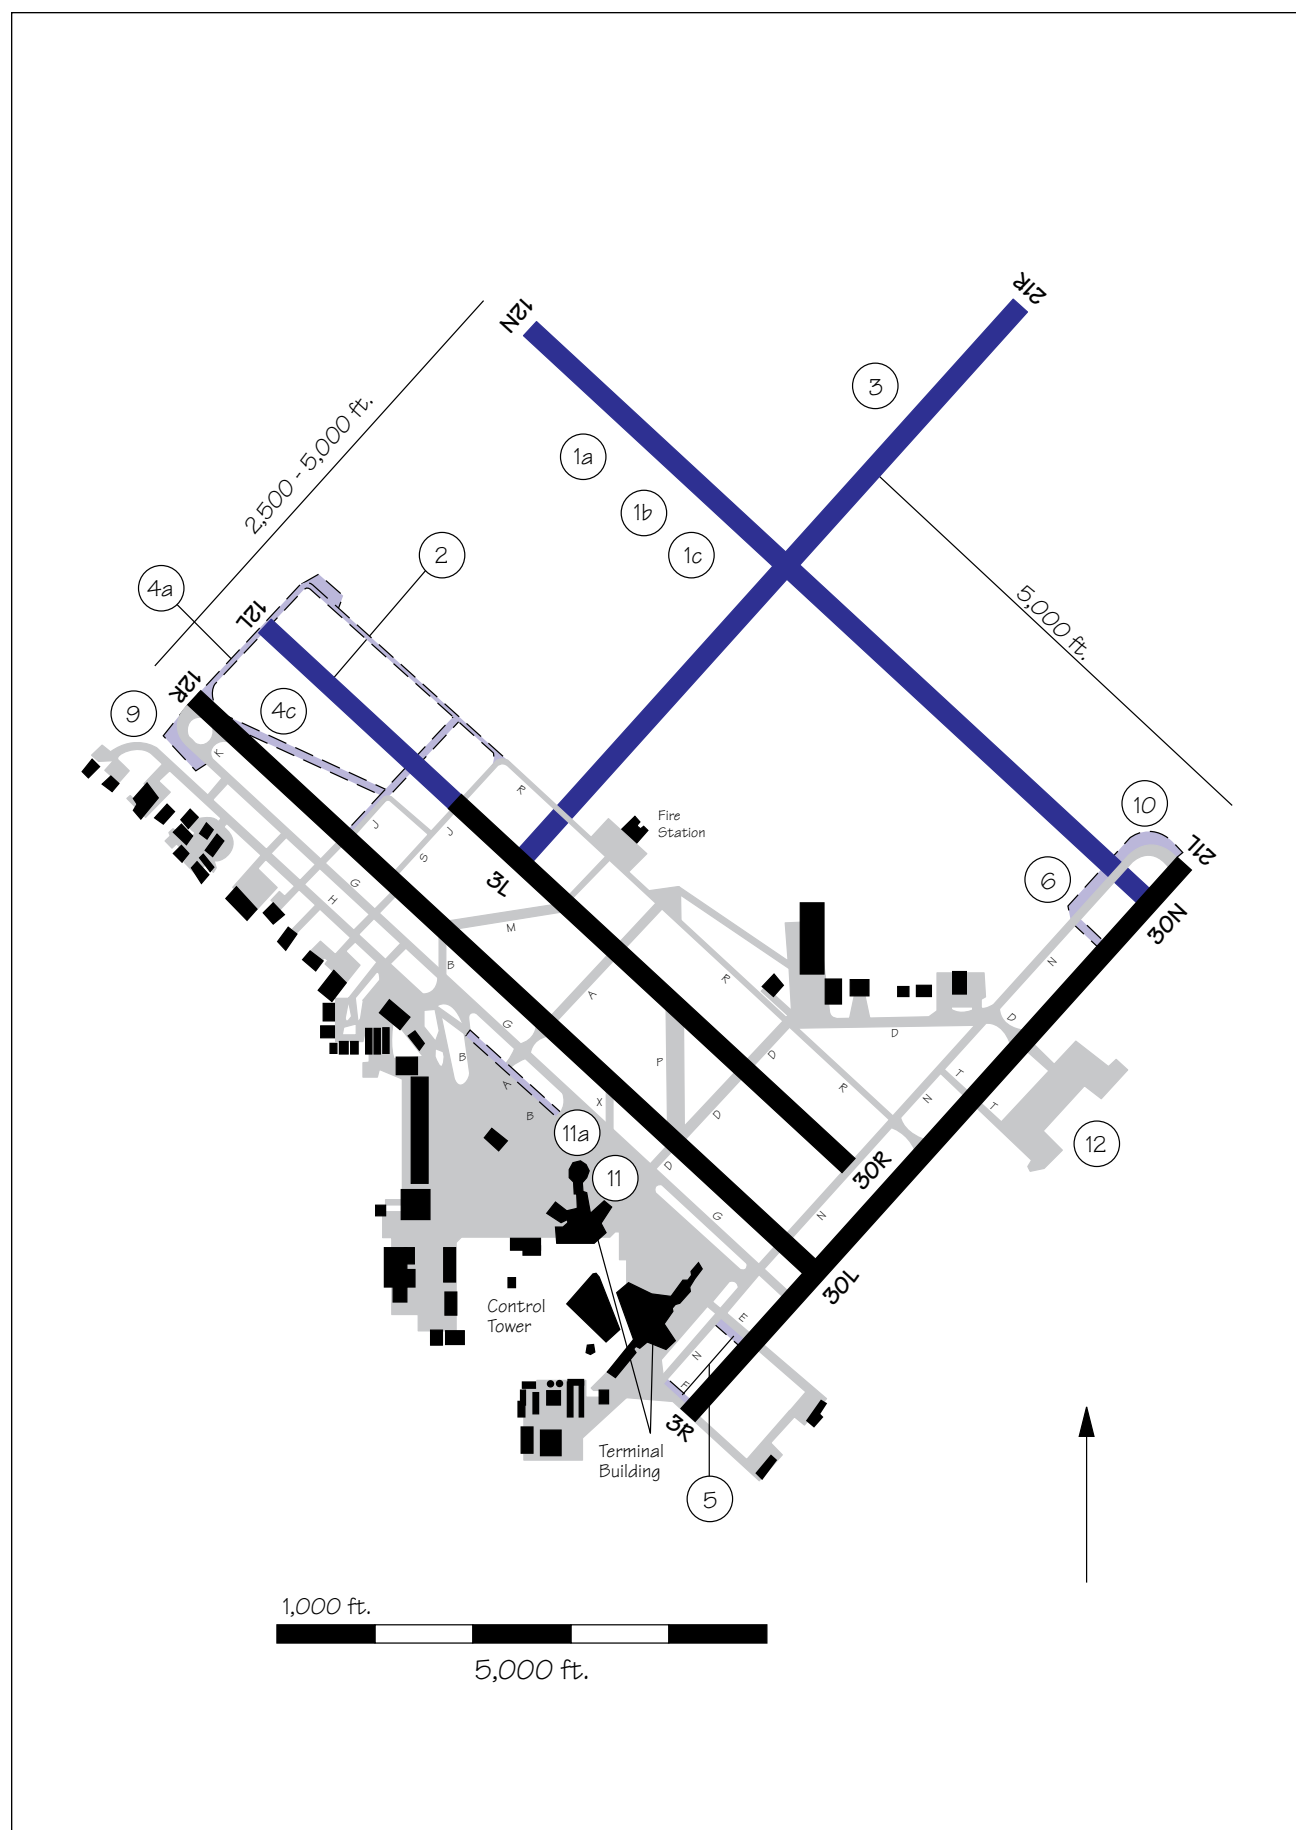 21R
12N
3
2,500 - 5,000 ft.
1a
1b
1c
2
4a
5,000 ft.
12L
12R
4c
9
K
R
10
Fire
Station
J
J
S
21L
3L
6
G
H
30N
M
B
R
N
A
G
D
D
B
P
D
A
R
T
N
T
X
B
D
11a
12
D
30R
11
G
N
30L
Control
Tower
E
N
F
3R
Terminal
Building
5
1,000 ft.
5,000 ft.